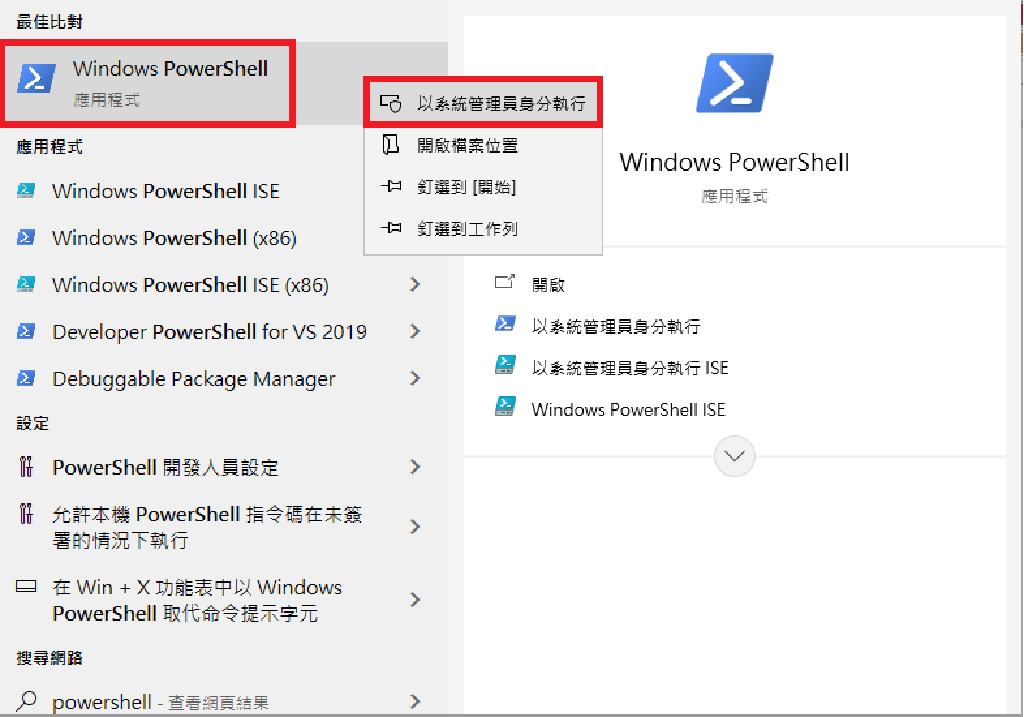 最佳比對
Windows PowerShell
應用程式
應用程式
Windows PowerShell ISE
Windows PowerShell (x86)
Windows PowerShell ISE (x86)
Developer PowerShell for VS 2019
Debuggable Package Manager
設定
PowerShell 開發人員設定
允許本機 PowerShell 指令碼在未簽
署的情況下執行
在 Win + X 功能表中以 Windows
PowerShell 取代命令提示字元
搜尋網路
powershell - 查看網頁結果
以系統管理員身分執行
開啟檔案位置
釘選到 [開始]
釘選到工作列
Windows PowerShell
應用程式
開啟
以系統管理員身分執行
以系統管理員身分執行 ISE
Windows PowerShell ISE